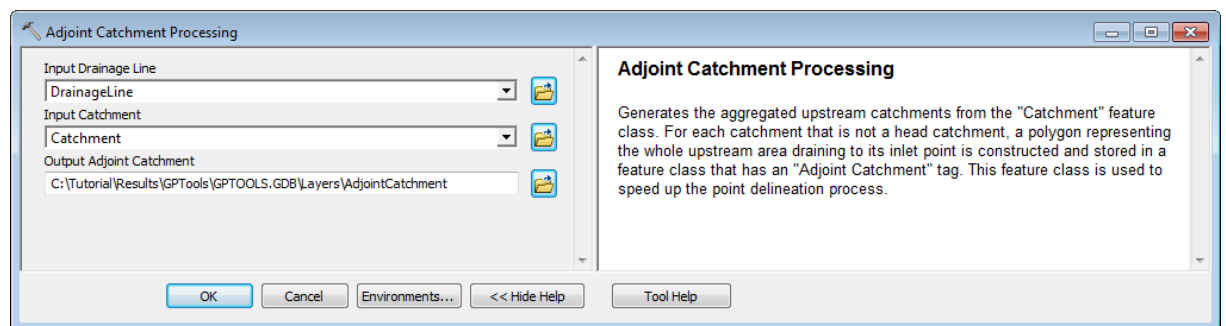 Adjoint Catchment Processing
Input Drainage Line
DrainageLine
Input Catchment
Catchment
Output Adjoint Catchment
C:\Tutorial\Results\GPTools\GPTOOLS.GDB\Layers\AdjointCatchment
Adjoint Catchment Processing
Generates the aggregated upstream catchments from the "Catchment" feature
class. For each catchment that is not a head catchment, a polygon representing
the whole upstream area draining to its inlet point is constructed and stored in a
feature class that has an "Adjoint Catchment" tag. This feature class is used to
speed up the point delineation process.
OK
Cancel
Environments...
<< Hide Help
Tool Help